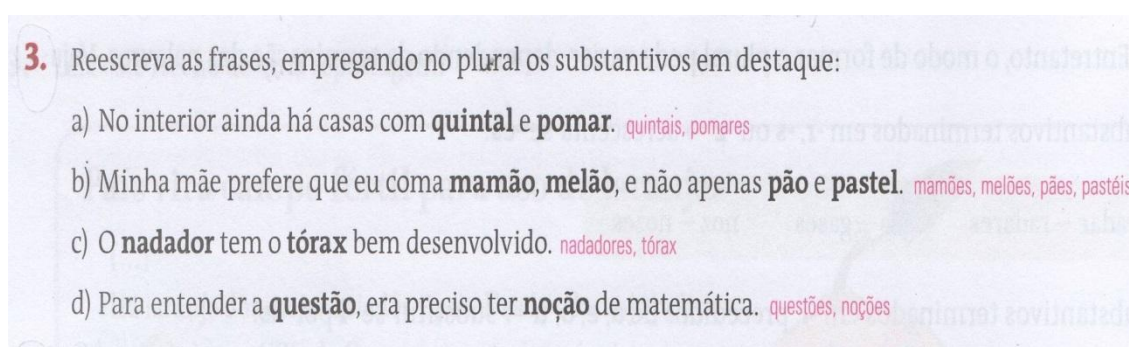 3. Reescreva as frases, empregando no plural os substantivos em destaque:
a) No interior ainda há casas com quintal e pomar. quintais, pomares
b) Minha mãe prefere que eu coma mamão, melão, e não apenas pão e pastel. mamões, melões, pães, pastéis
c) O nadador tem o tórax bem desenvolvido. nadadores, tórax
d) Para entender a questão, era preciso ter noção de matemática. questões, noções